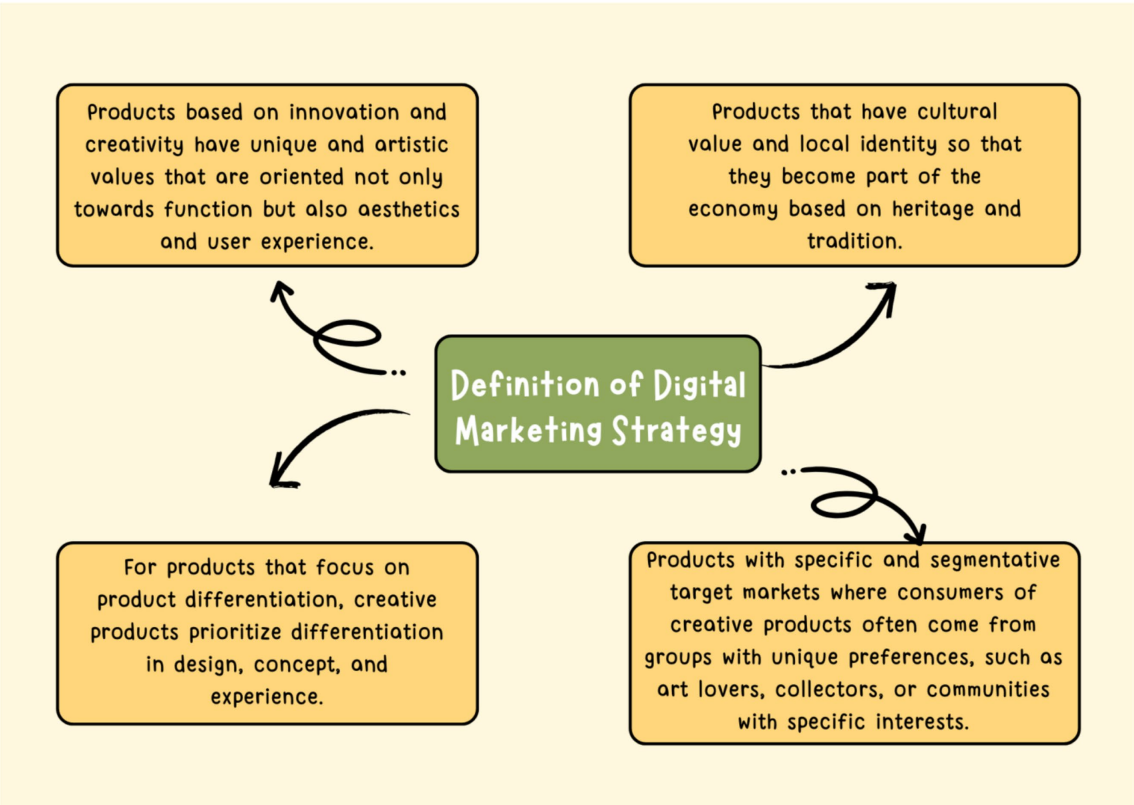 Products based on innovation and
creativity have unique and artistic
values that are oriented not only
towards function but also aesthetics
and user experience.
Products that have cultural
value and local identity so that
they become part of the
economy based on heritage and
tradition.
Definition of Digital
Marketing Strategy
For products that focus on
product differentiation, creative
products prioritize differentiation
in design, concept, and
experience.
Products with specific and segmentative
target markets where consumers of
creative products often come from
groups with unique preferences, such as
art lovers, collectors, or communities
with specific interests.